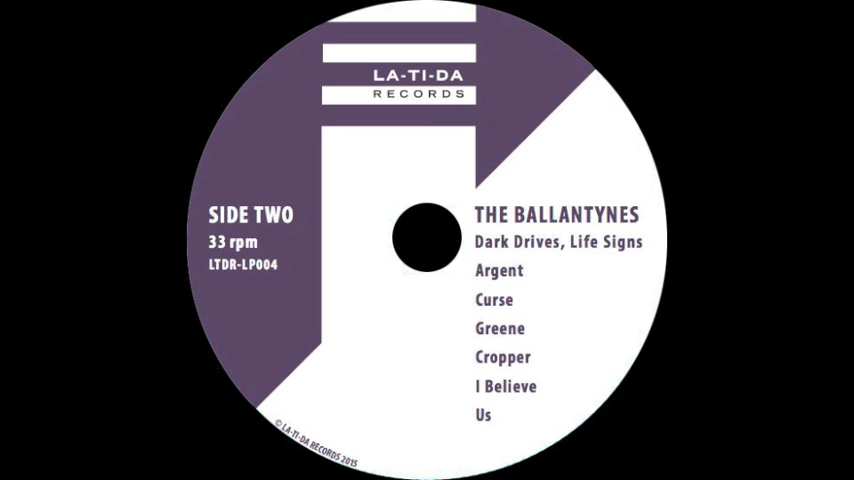 LA-TI-DA
RECORDS
SIDE TWO
33 rpm
LTDR-LP004
THE BALLANTYNES
Dark Drives, Life Signs
Argent
Curse
Greene
Cropper
I Believe
Us
© LA-TI-DA RECORDS 2015